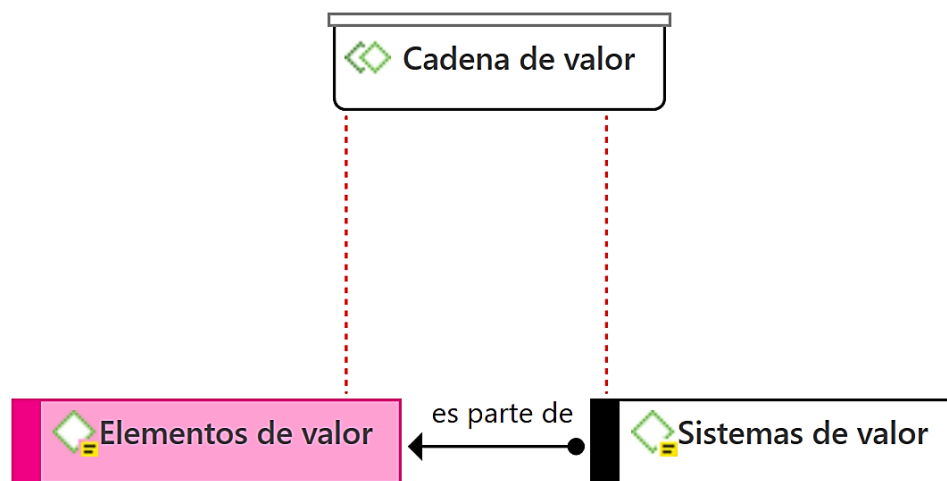 Cadena de valor
es parte de
Elementos de valor
Sistemas de valor